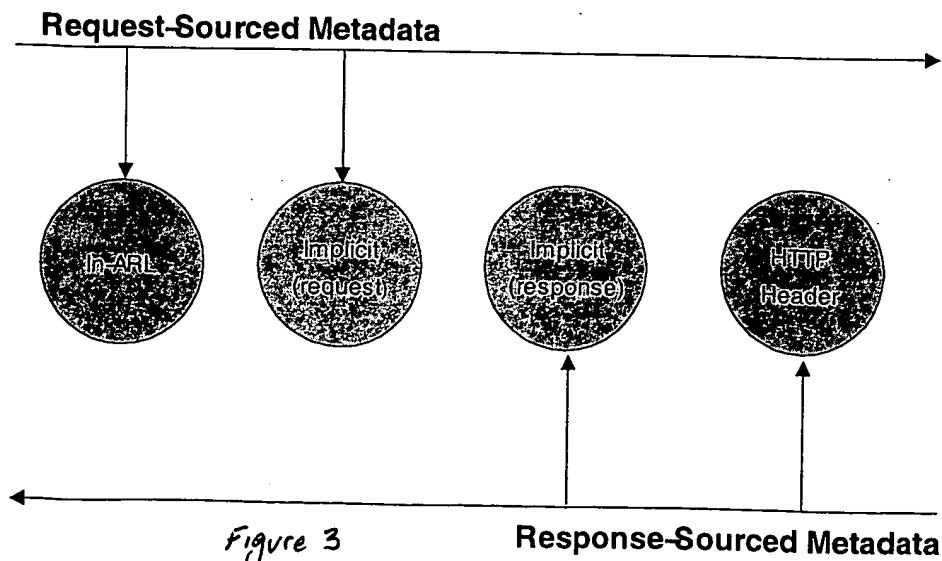 Request-Sourced Metadata
In-ARL
Implicit
(request)
Implicit
(response)
HTTP
Header
Figure 3
Response-Sourced Metadata